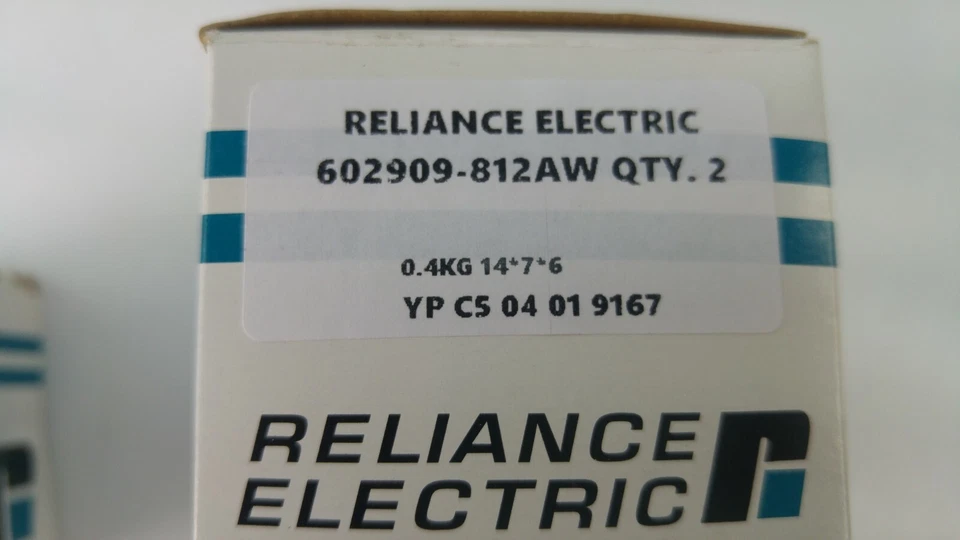 RELIANCE ELECTRIC
602909-812AW QTY. 2
0.4KG 14*7*6
YP C5 04 01 9167
RELIANCE
ELECTRIC